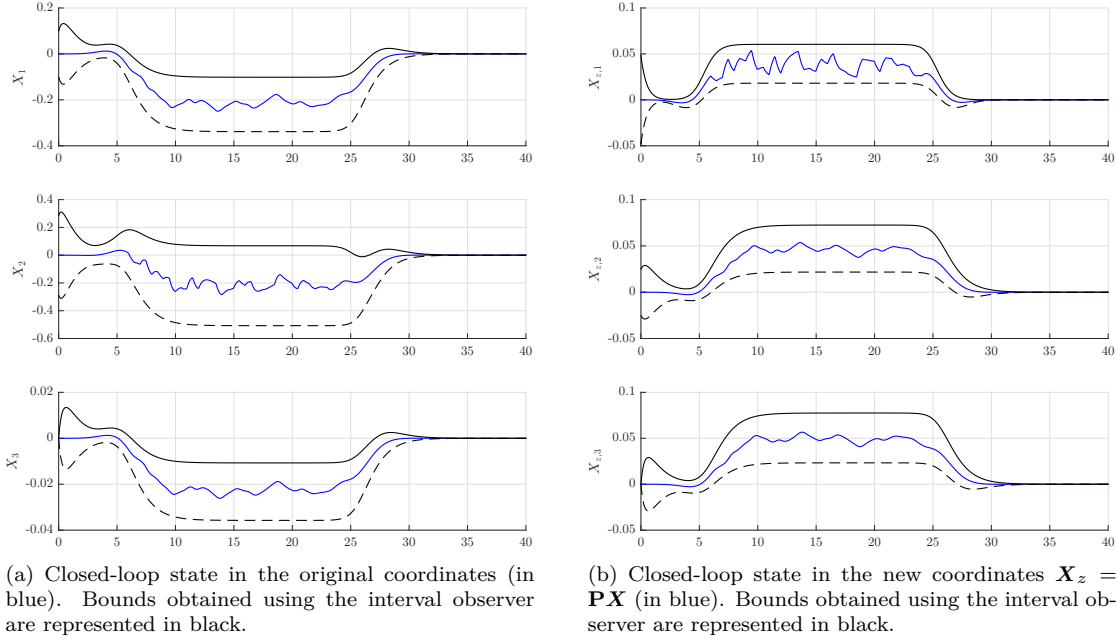 0.2
0
-0.2
-0.4
X1
0 5 10 15 20 25 30 35 40
0.4
0.2
0
-0.2
-0.4
-0.6
X2
0 5 10 15 20 25 30 35 40
0.02
0
-0.02
-0.04
X3
0 5 10 15 20 25 30 35 40
(a) Closed-loop state in the original coordinates (in
blue). Bounds obtained using the interval observer
are represented in black.
0.1
0.05
0
-0.05
Xz,1
0 5 10 15 20 25 30 35 40
0.1
0.05
0
-0.05
Xz,2
0 5 10 15 20 25 30 35 40
0.1
0.05
0
-0.05
Xz,3
0 5 10 15 20 25 30 35 40
(b) Closed-loop state in the new coordinates Xz =
PX (in blue). Bounds obtained using the interval ob-
server are represented in black.